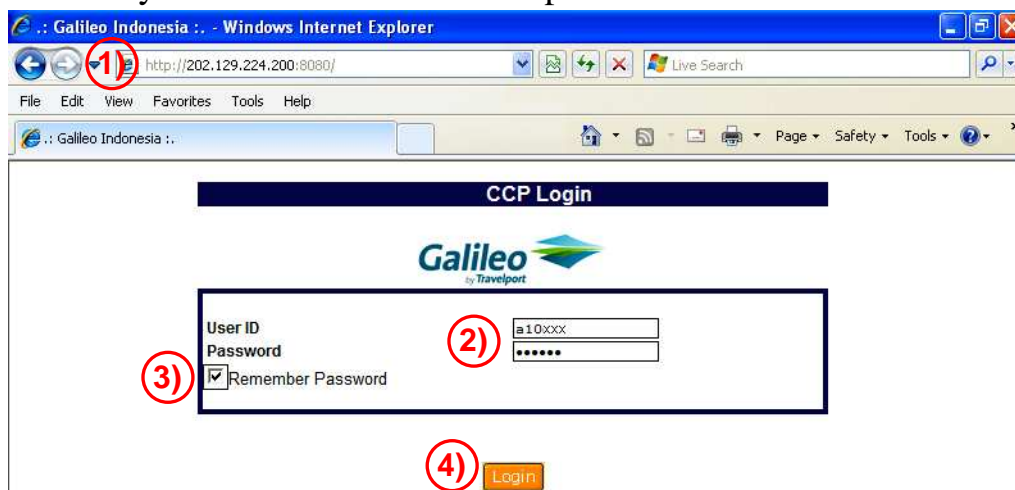 .: Galileo Indonesia :. - Windows Internet Explorer
1) http://202.129.224.200:8080/ Live Search
File Edit View Favorites Tools Help
.: Galileo Indonesia :. Page Safety Tools
CCP Login
Galileo
by Travelport
User ID 2) a10xxx
Password ••••••
3) Remember Password
4) Login